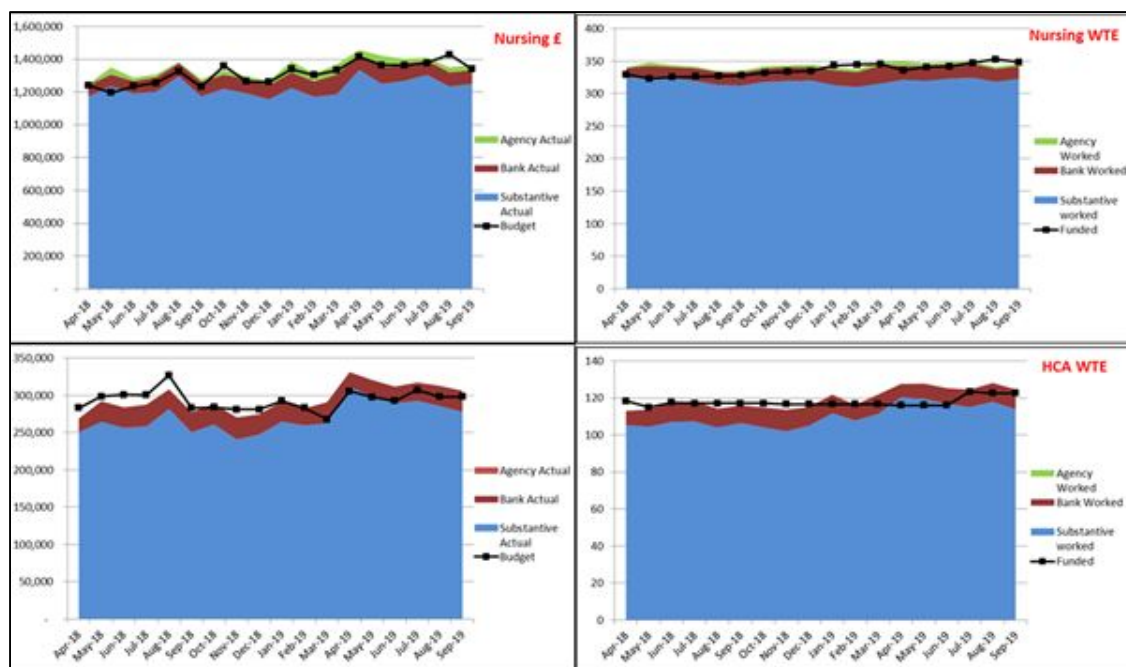 Nursing £
1,600,000
1,400,000
1,200,000
1,000,000
800,000
600,000
400,000
200,000
-
Apr-18
May-18
Jun-18
Jul-18
Aug-18
Sep-18
Oct-18
Nov-18
Dec-18
Jan-19
Feb-19
Mar-19
Apr-19
May-19
Jun-19
Jul-19
Aug-19
Sep-19
Agency Actual
Bank Actual
Substantive
Actual
Budget
Nursing WTE
400
350
300
250
200
150
100
50
0
Apr-18
May-18
Jun-18
Jul-18
Aug-18
Sep-18
Oct-18
Nov-18
Dec-18
Jan-19
Feb-19
Mar-19
Apr-19
May-19
Jun-19
Jul-19
Aug-19
Sep-19
Agency
Worked
Bank Worked
Substantive
worked
Funded
350,000
300,000
250,000
200,000
150,000
100,000
50,000
-
Apr-18
May-18
Jun-18
Jul-18
Aug-18
Sep-18
Oct-18
Nov-18
Dec-18
Jan-19
Feb-19
Mar-19
Apr-19
May-19
Jun-19
Jul-19
Aug-19
Sep-19
Agency Actual
Bank Actual
Substantive
Actual
Budget
HCA WTE
140
120
100
80
60
40
20
0
Apr-18
May-18
Jun-18
Jul-18
Aug-18
Sep-18
Oct-18
Nov-18
Dec-18
Jan-19
Feb-19
Mar-19
Apr-19
May-19
Jun-19
Jul-19
Aug-19
Sep-19
Agency
Worked
Bank Worked
Substantive
worked
Funded